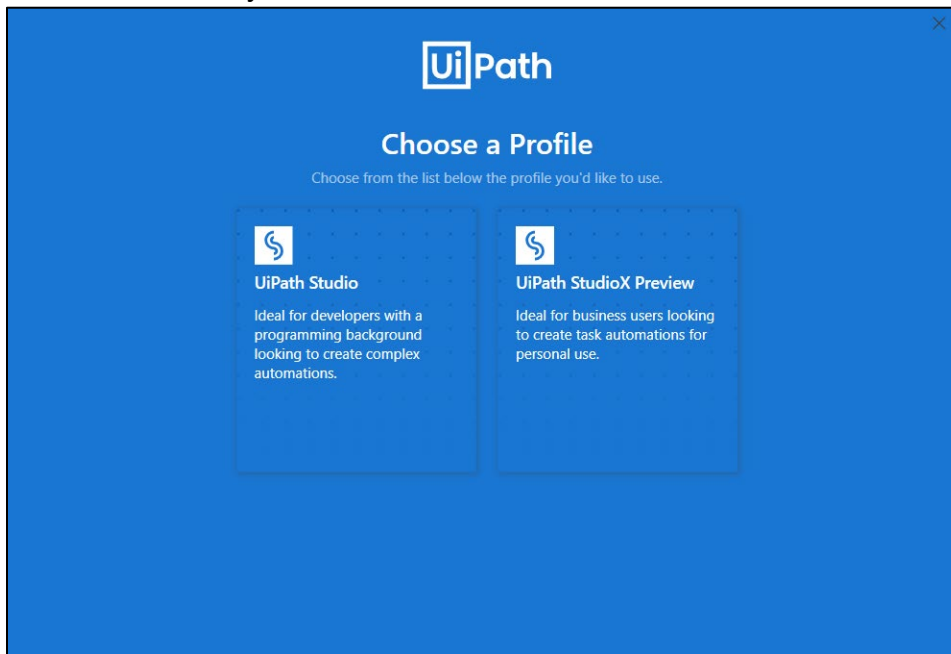 UiPath
Choose a Profile
Choose from the list below the profile you'd like to use.
UiPath Studio
Ideal for developers with a
programming background
looking to create complex
automations.
UiPath StudioX Preview
Ideal for business users looking
to create task automations for
personal use.